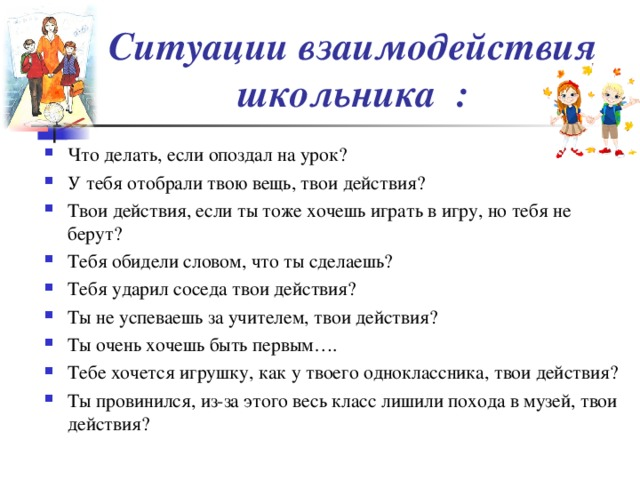 Ситуации взаимодействия
школьника :
Что делать, если опоздал на урок?
У тебя отобрали твою вещь, твои действия?
Твои действия, если ты тоже хочешь играть в игру, но тебя не
берут?
Тебя обидели словом, что ты сделаешь?
Тебя ударил соседа твои действия?
Ты не успеваешь за учителем, твои действия?
Ты очень хочешь быть первым….
Тебе хочется игрушку, как у твоего одноклассника, твои действия?
Ты провинился, из-за этого весь класс лишили похода в музей, твои
действия?